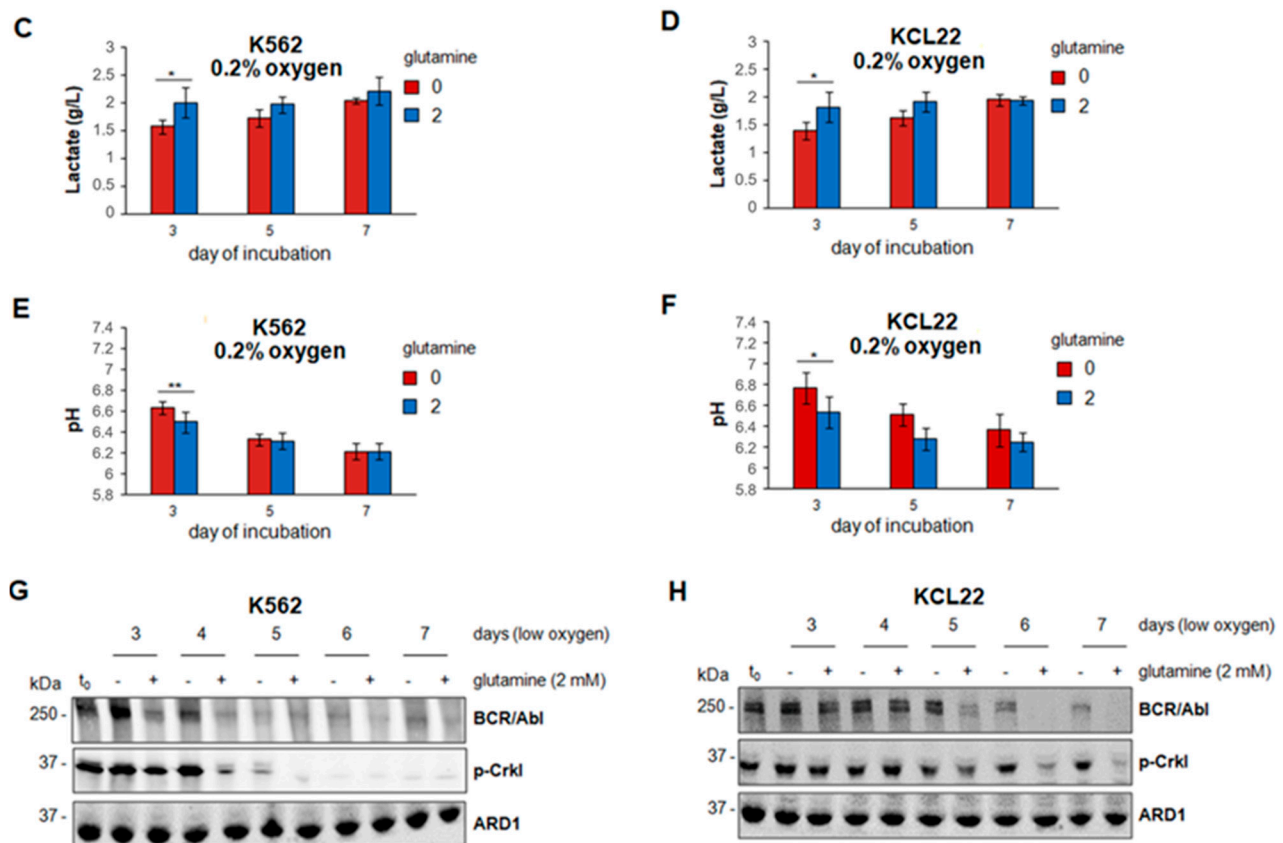 C
K562
0.2% oxygen
glutamine
0
2
Lactate (g/L)
3
2.5
2
1.5
1
0.5
0
*
3 5 7
day of incubation
D
KCL22
0.2% oxygen
glutamine
0
2
Lactate (g/L)
3
2.5
2
1.5
1
0.5
0
*
3 5 7
day of incubation
E
K562
0.2% oxygen
glutamine
0
2
pH
7.4
7.2
7
6.8
6.6
6.4
6.2
6
5.8
**
3 5 7
day of incubation
F
KCL22
0.2% oxygen
glutamine
0
2
pH
7.4
7.2
7
6.8
6.6
6.4
6.2
6
5.8
*
3 5 7
day of incubation
G
K562
3 4 5 6 7 days (low oxygen)
kDa t0 - + - + - + - + - + glutamine (2 mM)
250 - BCR/Abl
37 - p-Crkl
37 - ARD1
H
KCL22
3 4 5 6 7 days (low oxygen)
kDa t0 - + - + - + - + - + glutamine (2 mM)
250 - BCR/Abl
37 - p-Crkl
37 - ARD1